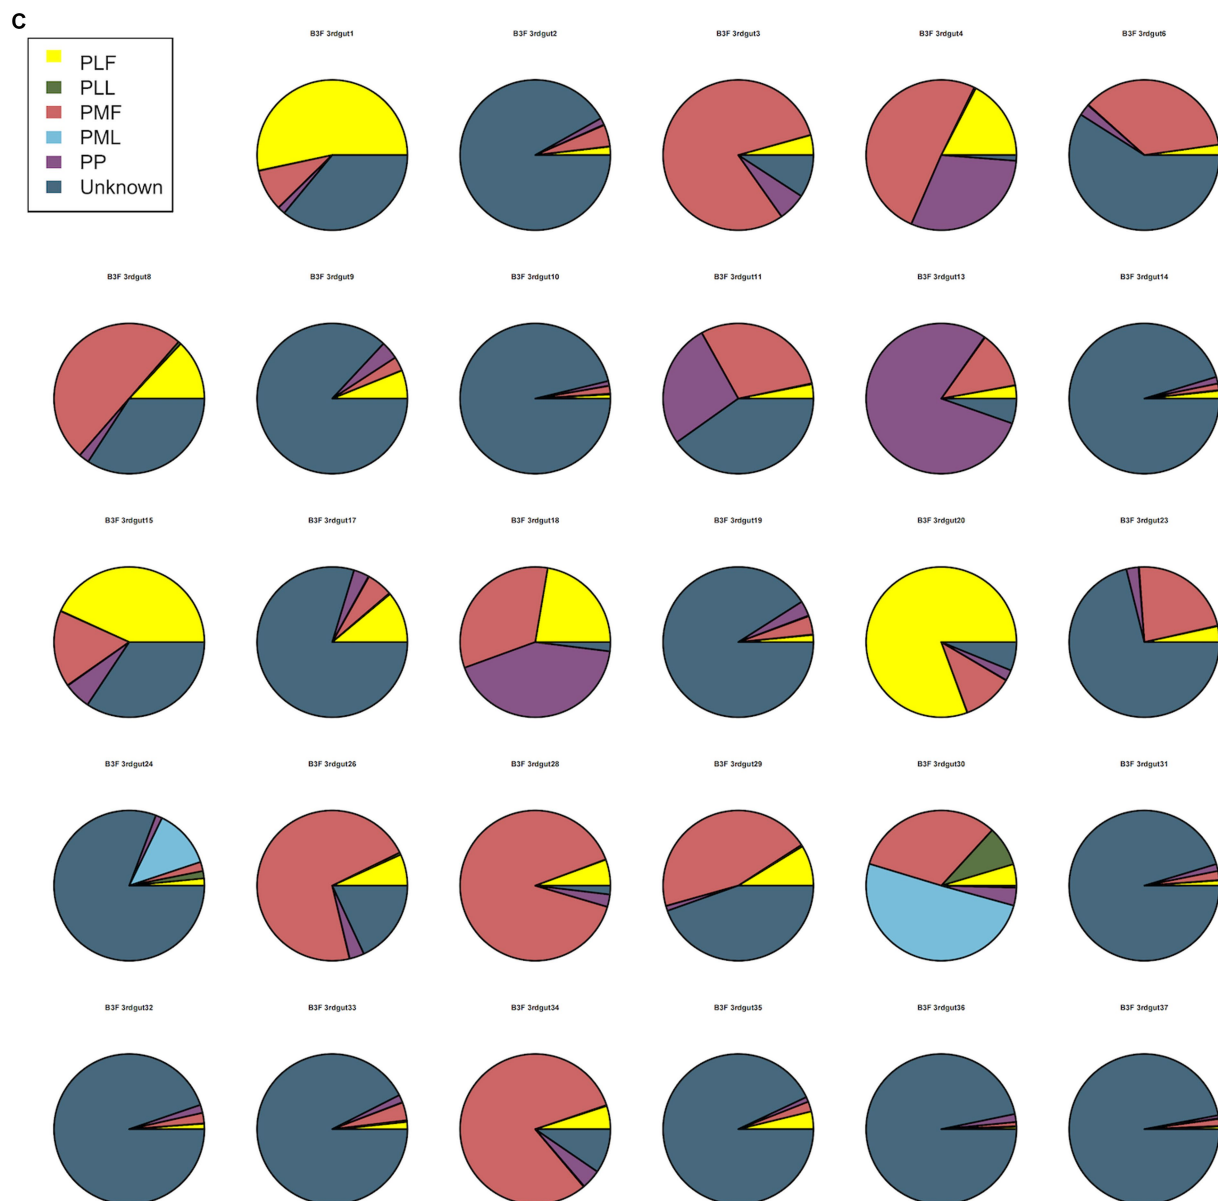 C
PLF
PLL
PMF
PML
PP
Unknown
B3F 3rdgut1
B3F 3rdgut2
B3F 3rdgut3
B3F 3rdgut4
B3F 3rdgut6
B3F 3rdgut8
B3F 3rdgut9
B3F 3rdgut10
B3F 3rdgut11
B3F 3rdgut13
B3F 3rdgut14
B3F 3rdgut15
B3F 3rdgut17
B3F 3rdgut18
B3F 3rdgut19
B3F 3rdgut20
B3F 3rdgut23
B3F 3rdgut24
B3F 3rdgut26
B3F 3rdgut28
B3F 3rdgut29
B3F 3rdgut30
B3F 3rdgut31
B3F 3rdgut32
B3F 3rdgut33
B3F 3rdgut34
B3F 3rdgut35
B3F 3rdgut36
B3F 3rdgut37